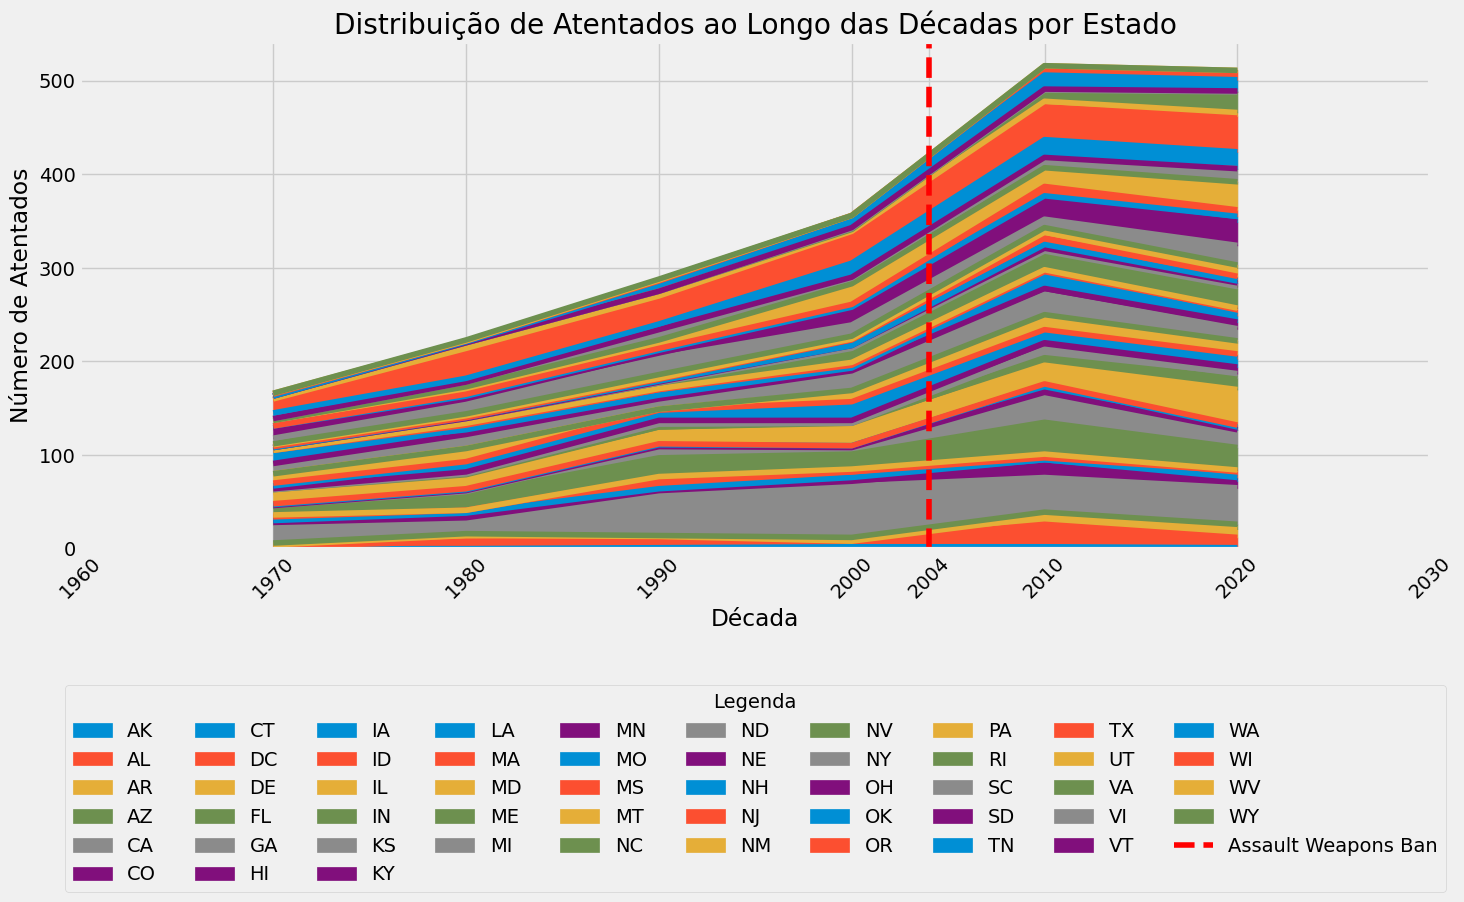 Distribuição de Atentados ao Longo das Décadas por Estado
Número de Atentados
500
400
300
200
100
0
1960 1970 1980 1990 2000 2004 2010 2020 2030
Década
Legenda
AK CT IA LA MN ND NV PA TX WA
AL DC ID MA MO NE NY RI UT WI
AR DE IL MD MS NH OH SC VA WV
AZ FL IN ME MT NJ OK SD VI WY
CA GA KS MI NC NM OR TN VT Assault Weapons Ban
CO HI KY